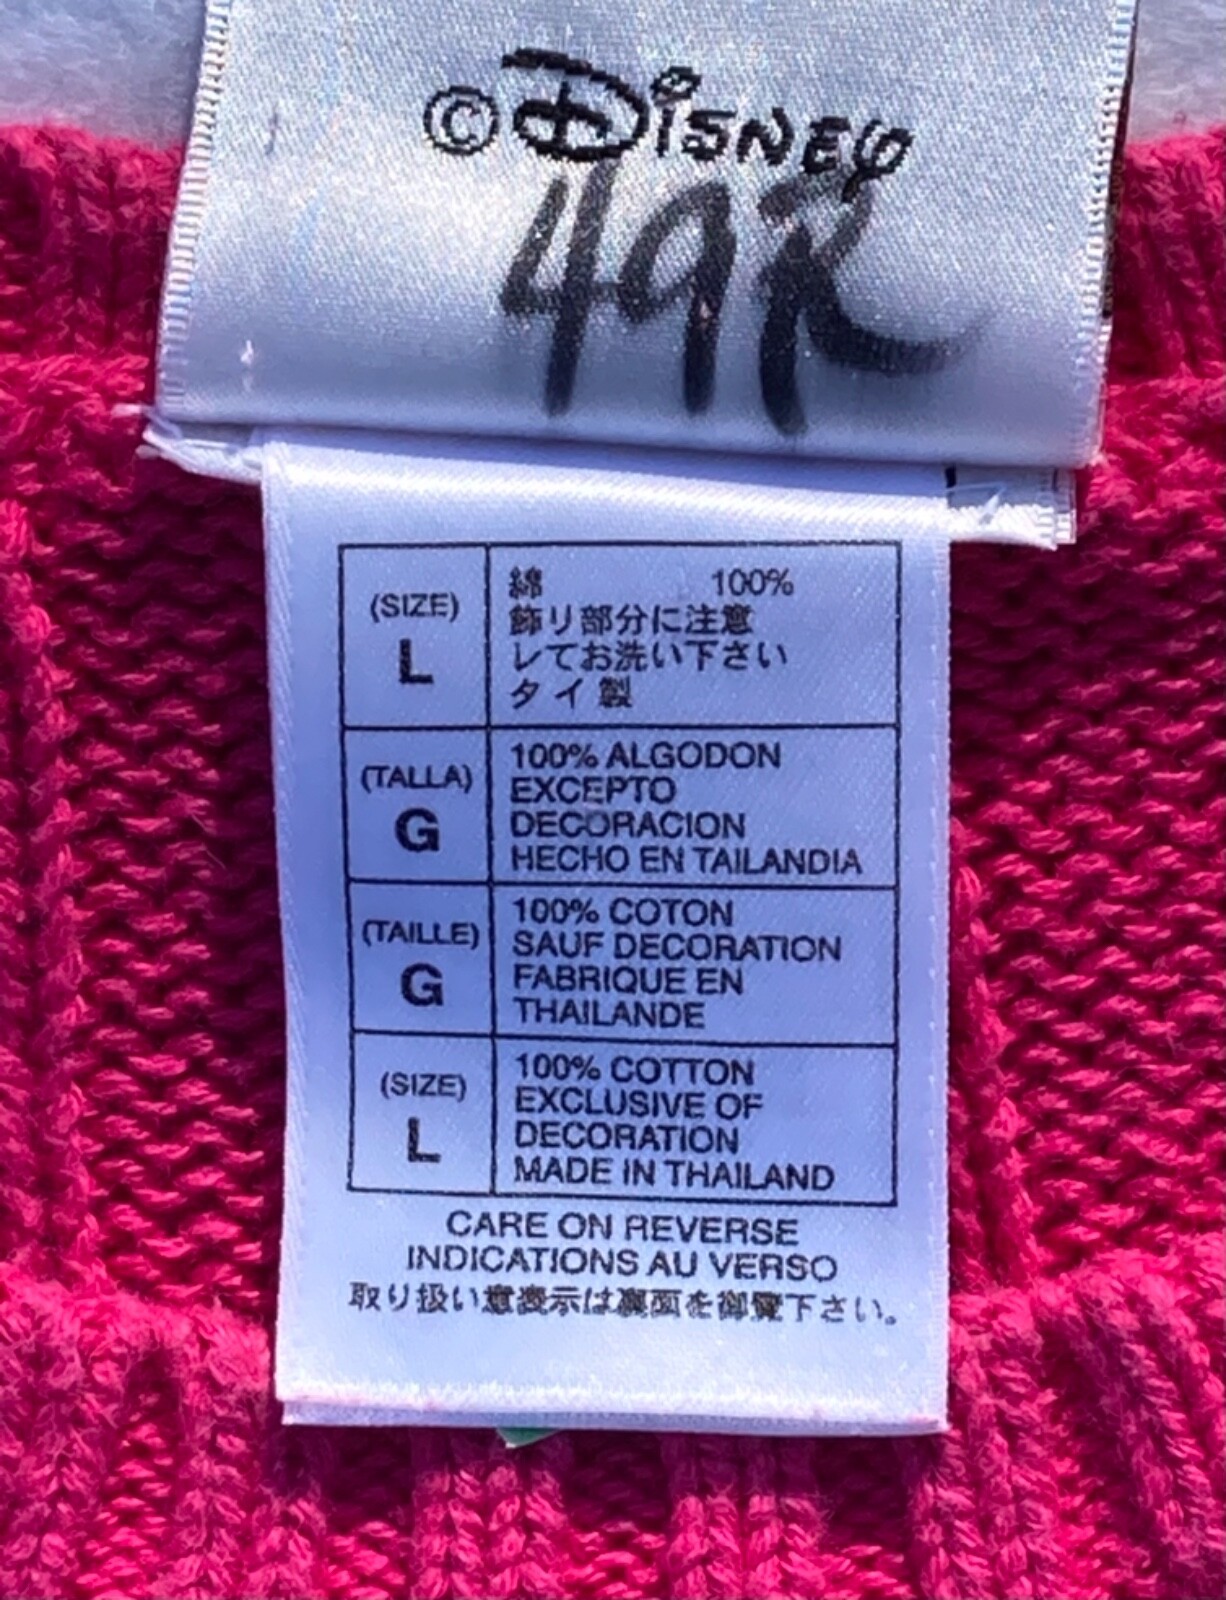 © Disney
49R
(SIZE)
L
綿 100%
飾り部分に注意
してお洗い下さい
タイ製
(TALLA)
G
100% ALGODON
EXCEPTO
DECORACION
HECHO EN TAILANDIA
(TAILLE)
G
100% COTON
SAUF DECORATION
FABRIQUE EN
THAILANDE
(SIZE)
L
100% COTTON
EXCLUSIVE OF
DECORATION
MADE IN THAILAND
CARE ON REVERSE
INDICATIONS AU VERSO
取り扱い意表示は裏面を御覧下さい。